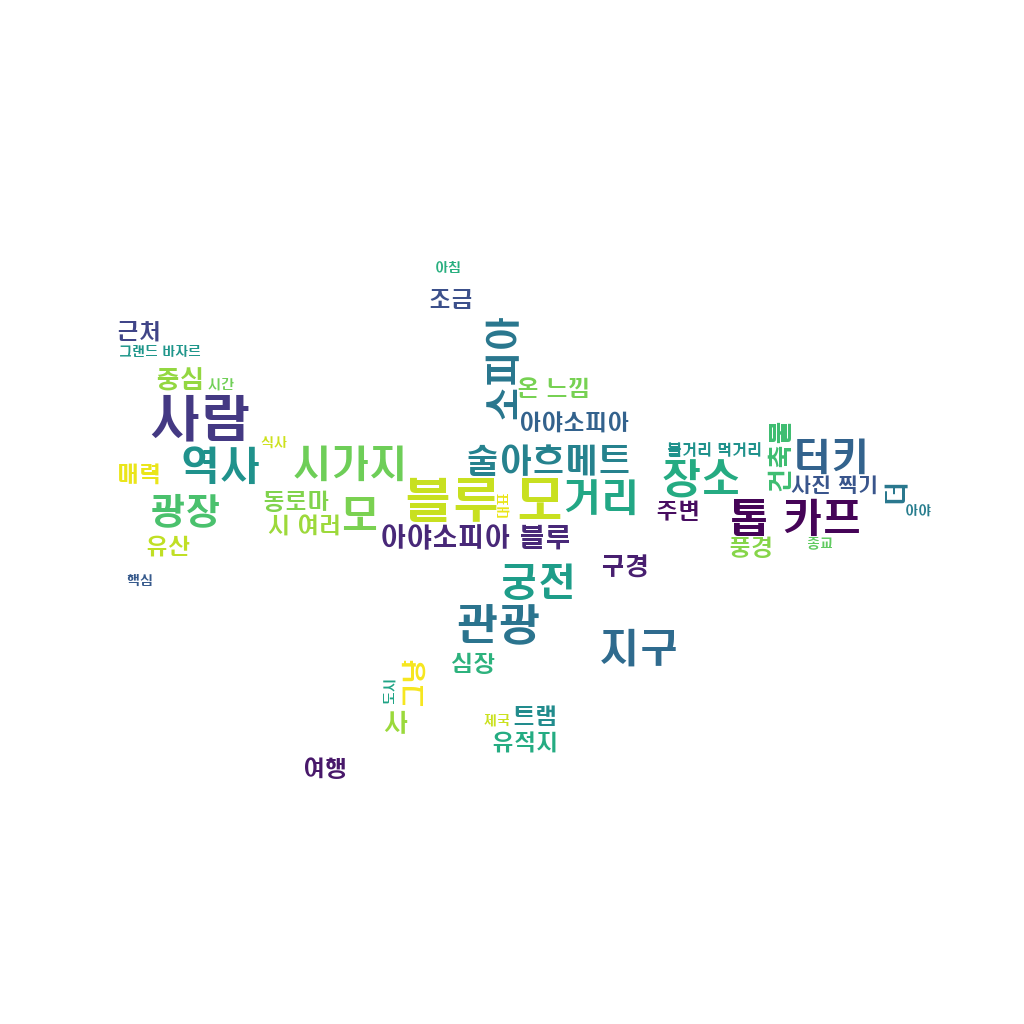 아침
조금
근처
소피아
그랜드 바자르
중심
시간
온 느낌
사람
아야소피아
식사
건축물
볼거리 먹거리
터키
역사
시가지
술아흐메트
장소
매력
사진 찍기
터
동로마
블루 모
거리
광장
모
주변
톱 카프
아야
시 여러
아야소피아 블루
유산
풍경
종교
구경
핵심
궁전
관광
지구
심장
그냥
도시
사
제국
트램
유적지
여행